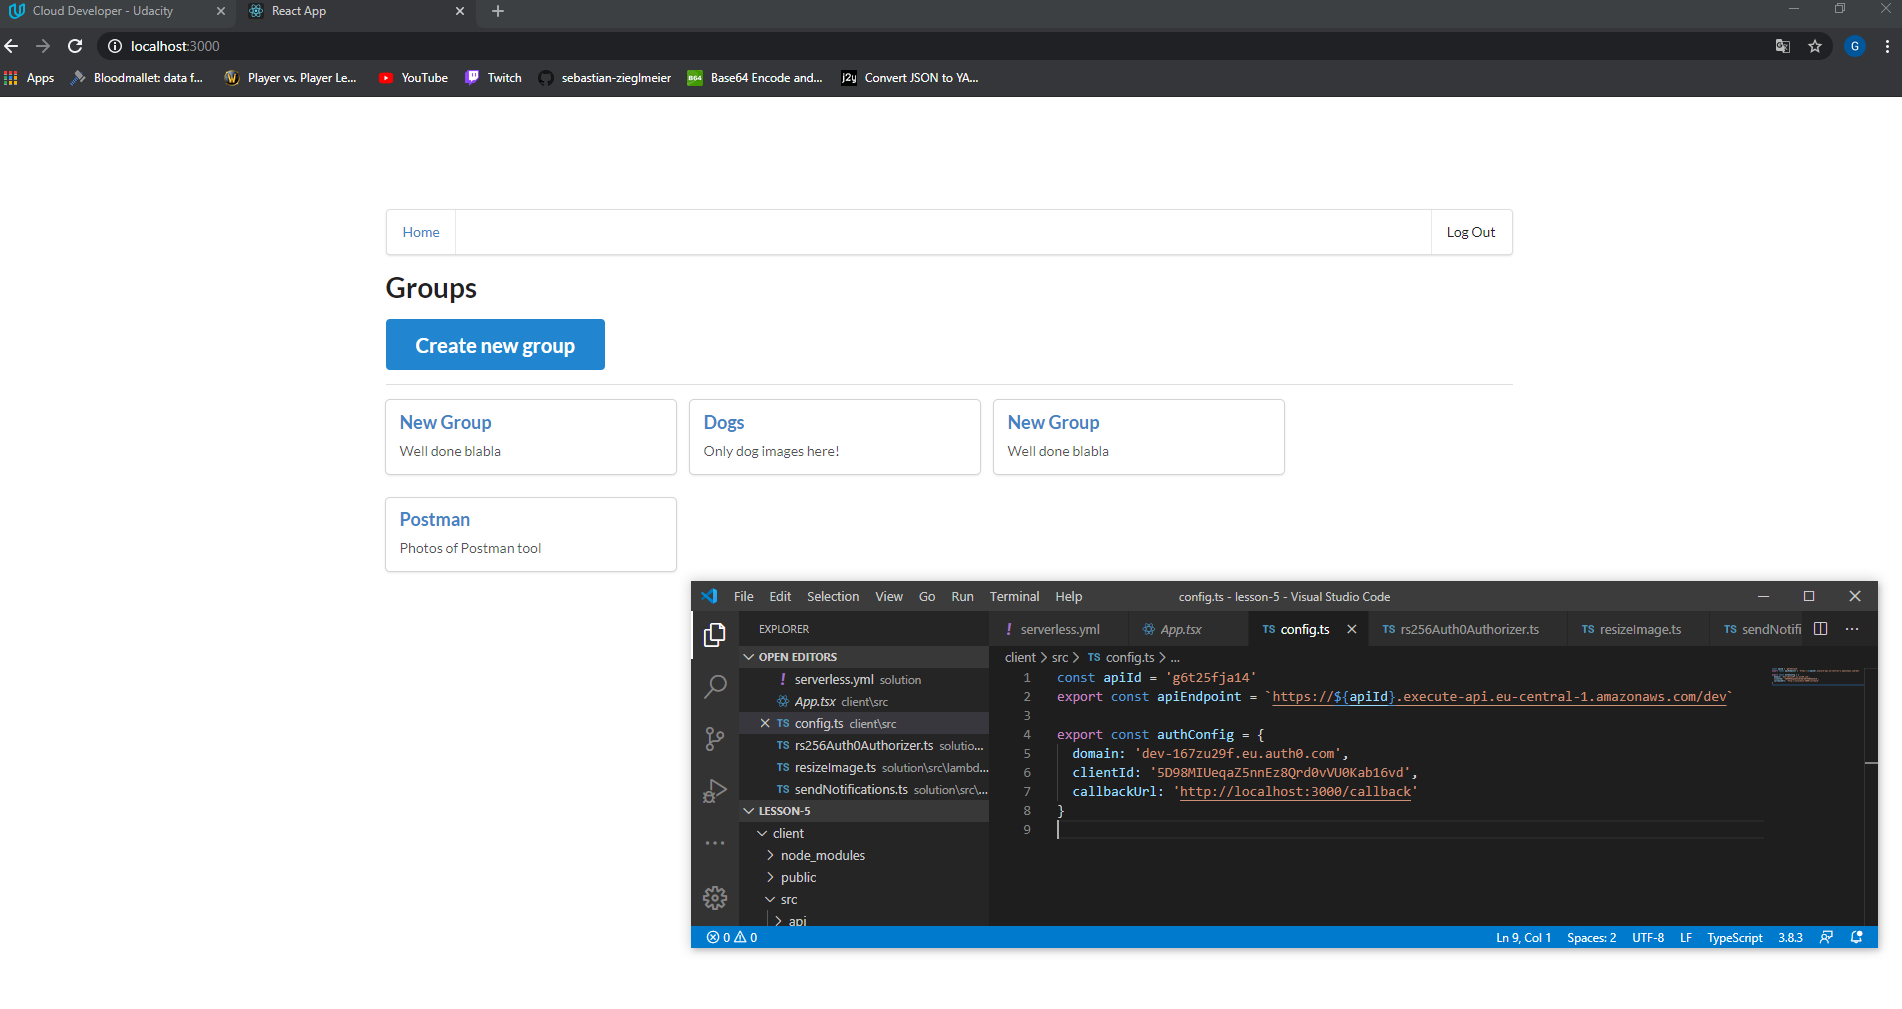 Cloud Developer - Udacity
React App
localhost:3000
G
Apps
Bloodmallet: data f...
Player vs. Player Le...
YouTube
Twitch
sebastian-zieglmeier
B64
Base64 Encode and...
j2y
Convert JSON to YA...
Home
Log Out
Groups
Create new group
New Group
Well done blabla
Dogs
Only dog images here!
New Group
Well done blabla
Postman
Photos of Postman tool
File Edit Selection View Go Run Terminal Help
config.ts - lesson-5 - Visual Studio Code
EXPLORER
OPEN EDITORS
! serverless.yml solution
App.tsx client\src
TS config.ts client\src
TS rs256Auth0Authorizer.ts solutio...
TS resizeImage.ts solution\src\lambd...
TS sendNotifications.ts solution\src\...
LESSON-5
client
node_modules
public
src
api
! serverless.yml
App.tsx
TS config.ts
TS rs256Auth0Authorizer.ts
TS resizeImage.ts
TS sendNotifi
client > src > TS config.ts > ...
1 const apiId = 'g6t25fja14'
2 export const apiEndpoint = `https://${apiId}.execute-api.eu-central-1.amazonaws.com/dev`
3
4 export const authConfig = {
5 domain: 'dev-167zu29f.eu.auth0.com',
6 clientId: '5D98MIUeqaZ5nnEz8Qrd0vVU0Kab16vd',
7 callbackUrl: 'http://localhost:3000/callback'
8 }
9
0 0
Ln 9, Col 1 Spaces: 2 UTF-8 LF TypeScript 3.8.3